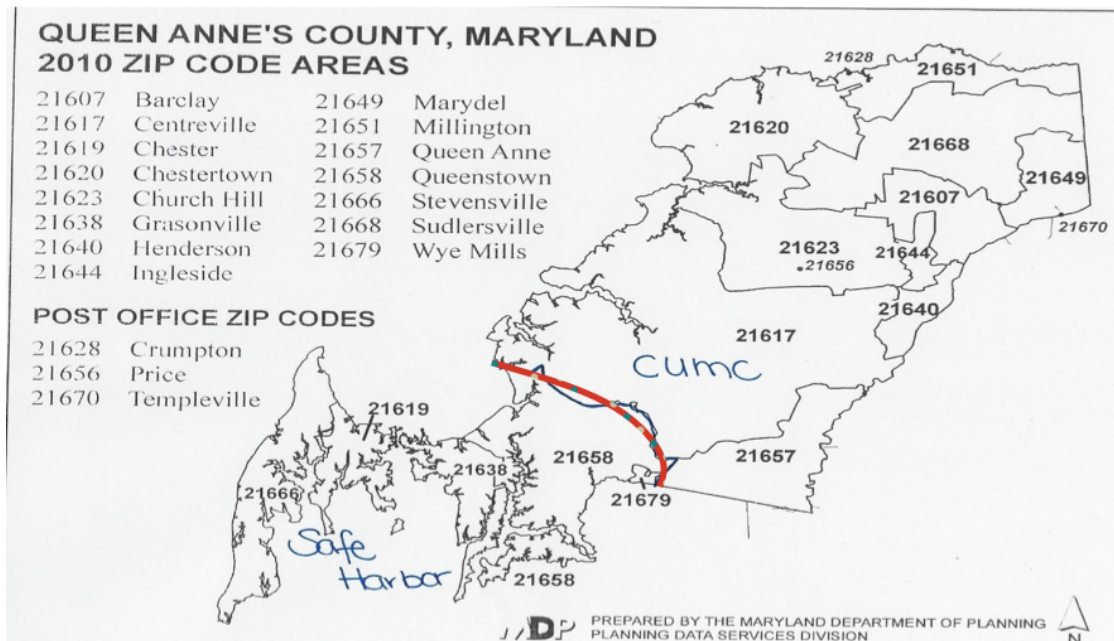 QUEEN ANNE'S COUNTY, MARYLAND
2010 ZIP CODE AREAS
21607 Barclay 21649 Marydel
21617 Centreville 21651 Millington
21619 Chester 21657 Queen Anne
21620 Chestertown 21658 Queenstown
21623 Church Hill 21666 Stevensville
21638 Grasonville 21668 Sudlersville
21640 Henderson 21679 Wye Mills
21644 Ingleside
POST OFFICE ZIP CODES
21628 Crumpton
21656 Price
21670 Templeville
21628
21651
21620
21668
21649
21607
21670
21623
21644
21656
21640
21617
cumc
21619
21638
21658
21657
21666
21679
Safe
Harbor
21658
MDP
PREPARED BY THE MARYLAND DEPARTMENT OF PLANNING
PLANNING DATA SERVICES DIVISION
N